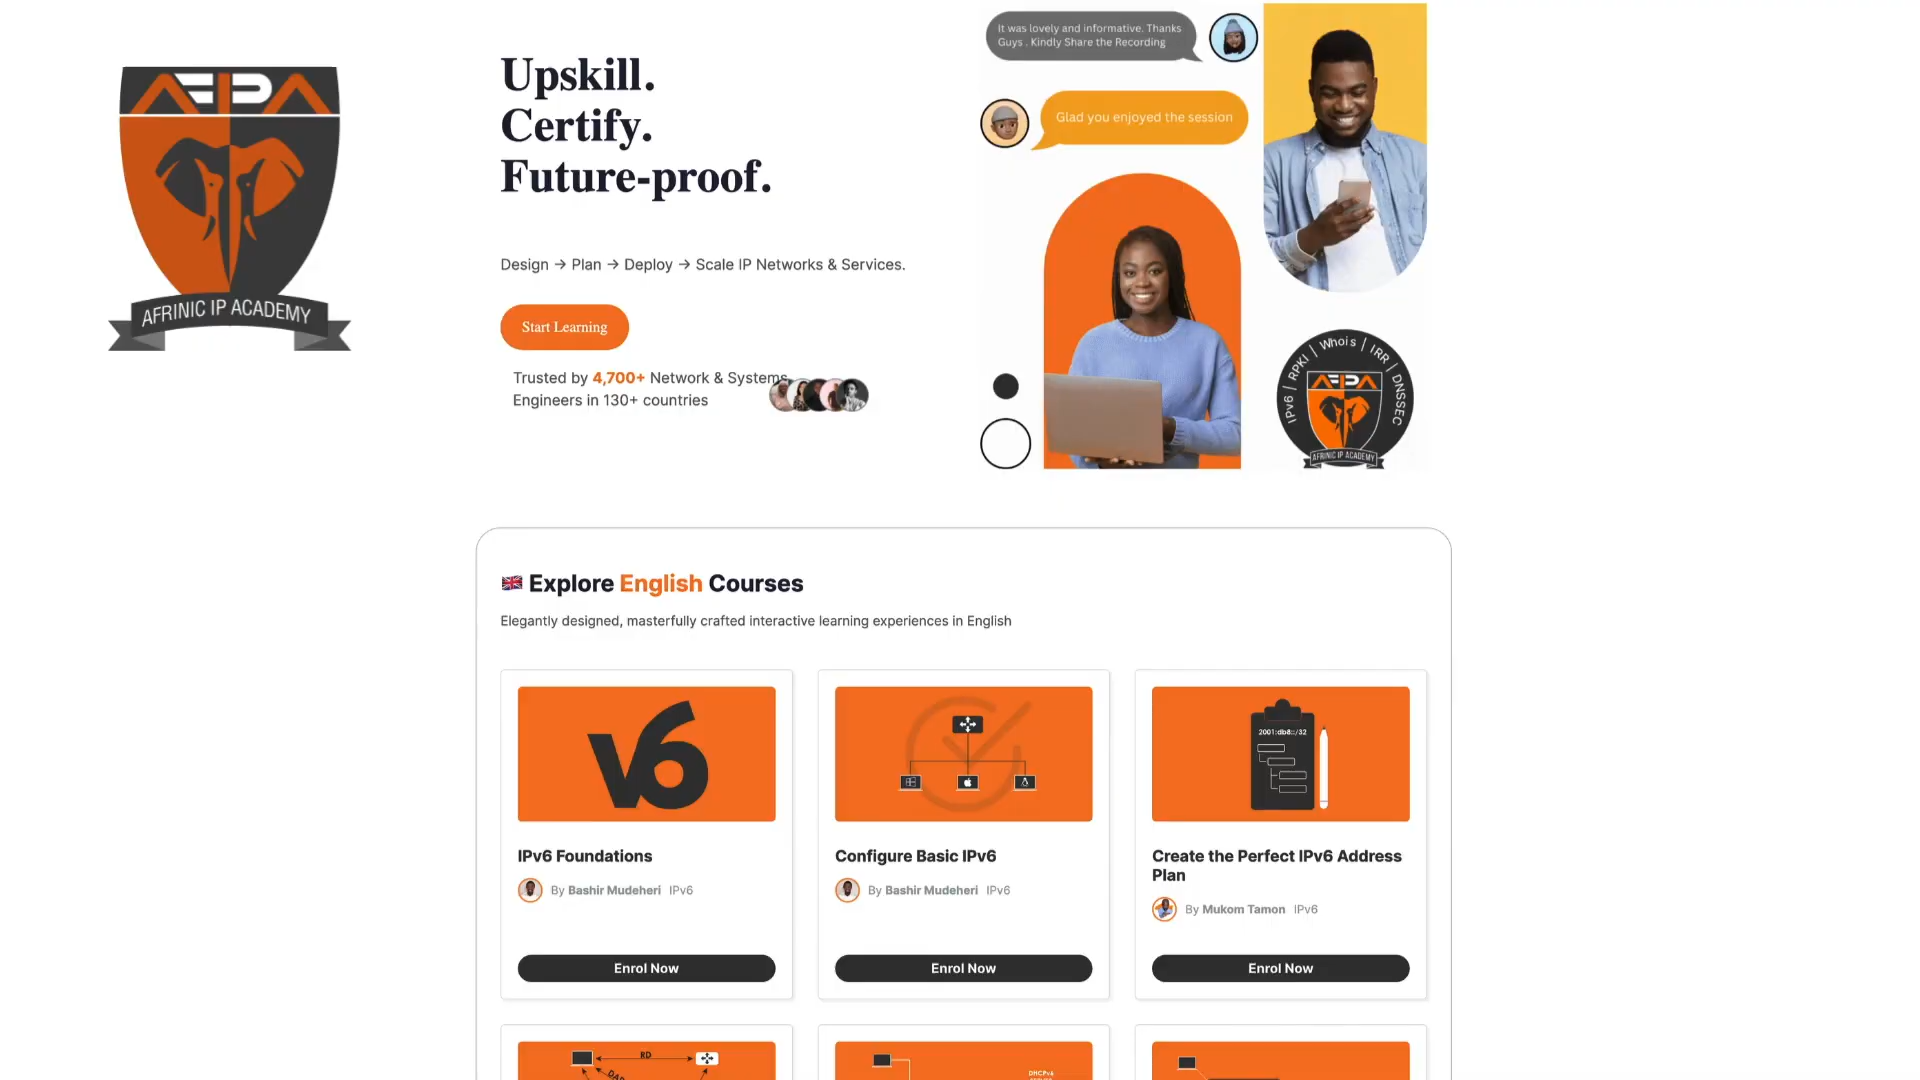 AFPA
AFRINIC IP ACADEMY
Upskill.
Certify.
Future-proof.
Design → Plan → Deploy → Scale IP Networks & Services.
Start Learning
Trusted by 4,700+ Network & Systems
Engineers in 130+ countries
It was lovely and informative. Thanks
Guys . Kindly Share the Recording
Glad you enjoyed the session
IPv6 | RPKI | Whois | IRR | DNSSEC
AFRINIC IP ACADEMY
🇬🇧 Explore English Courses
Elegantly designed, masterfully crafted interactive learning experiences in English
v6
IPv6 Foundations
By Bashir Mudeheri IPv6
Enrol Now
Configure Basic IPv6
By Bashir Mudeheri IPv6
Enrol Now
2001:db8::/32
Create the Perfect IPv6 Address
Plan
By Mukom Tamon IPv6
Enrol Now
RD
DHCPv6